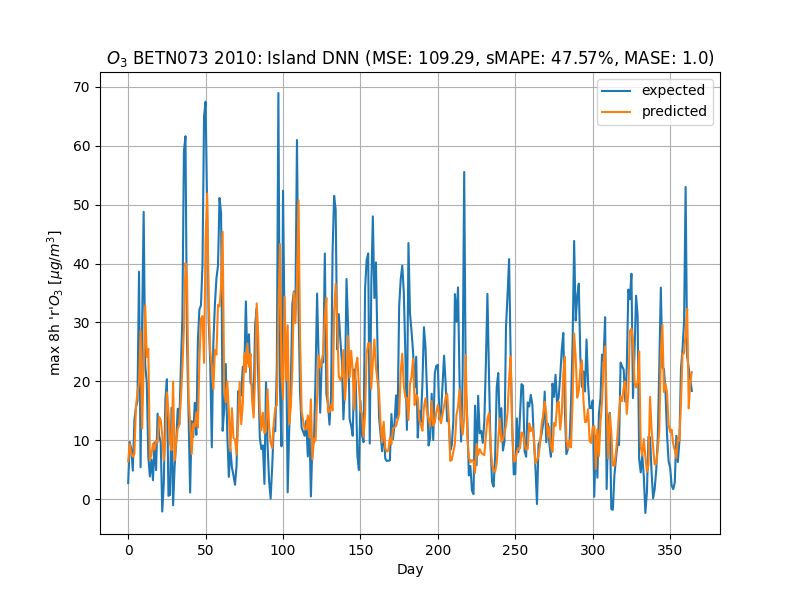 O₃ BETN073 2010: Island DNN (MSE: 109.29, sMAPE: 47.57%, MASE: 1.0)
expected
predicted
max 8h 'r'O₃ [μg/m³]
70
60
50
40
30
20
10
0
0 50 100 150 200 250 300 350
Day